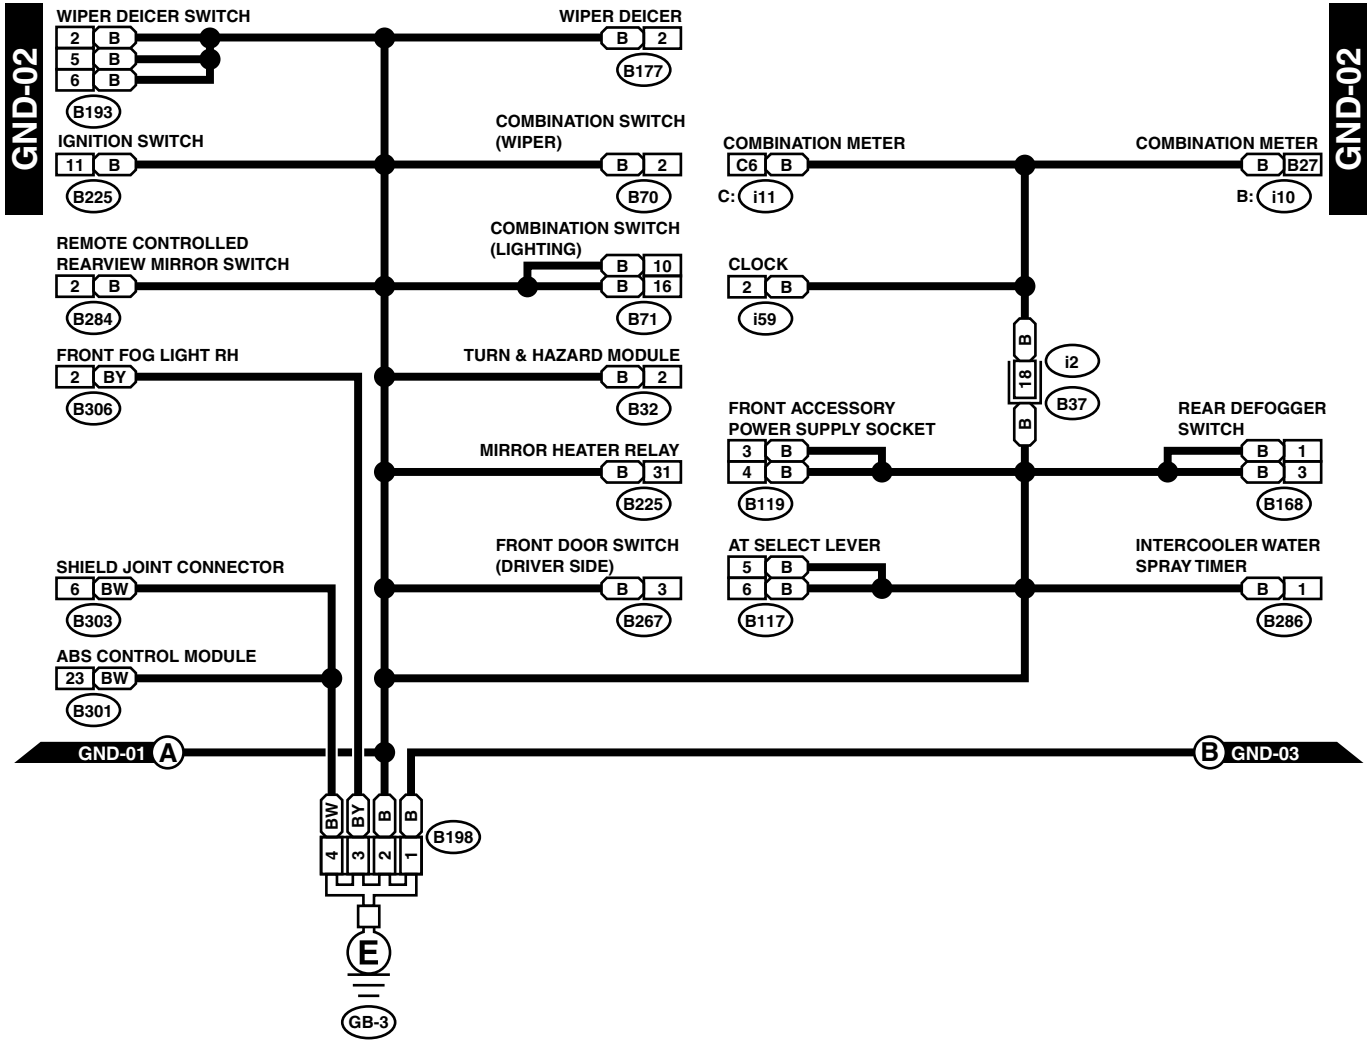 GND-02
GND-02
WIPER DEICER SWITCH
2 B
5 B
6 B
B193
WIPER DEICER
B 2
B177
IGNITION SWITCH
11 B
B225
COMBINATION SWITCH
(WIPER)
B 2
B70
COMBINATION METER
C6 B
C: i11
COMBINATION METER
B B27
B: i10
REMOTE CONTROLLED
REARVIEW MIRROR SWITCH
2 B
B284
COMBINATION SWITCH
(LIGHTING)
B 10
B 16
B71
CLOCK
2 B
i59
B
18
B
i2
B37
FRONT FOG LIGHT RH
2 BY
B306
TURN & HAZARD MODULE
B 2
B32
FRONT ACCESSORY
POWER SUPPLY SOCKET
3 B
4 B
B119
REAR DEFOGGER
SWITCH
B 1
B 3
B168
MIRROR HEATER RELAY
B 31
B225
SHIELD JOINT CONNECTOR
6 BW
B303
FRONT DOOR SWITCH
(DRIVER SIDE)
B 3
B267
AT SELECT LEVER
5 B
6 B
B117
INTERCOOLER WATER
SPRAY TIMER
B 1
B286
ABS CONTROL MODULE
23 BW
B301
GND-01 A
B GND-03
BW BY B B
4 3 2 1
B198
E
GB-3